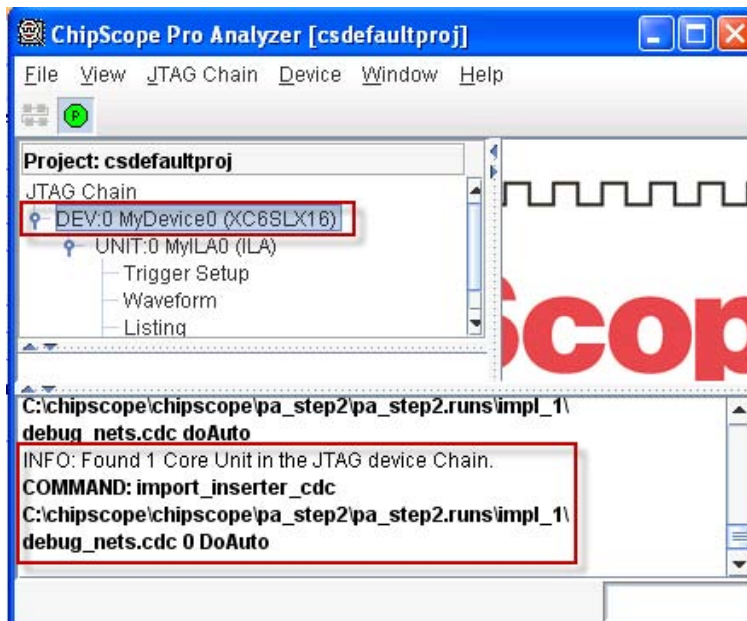 ChipScope Pro Analyzer [csdefaultproj]
File View JTAG Chain Device Window Help
P
Project: csdefaultproj
JTAG Chain
DEV:0 MyDevice0 (XC6SLX16)
UNIT:0 MyILA0 (ILA)
Trigger Setup
Waveform
Listing
Scop
C:\chipscope\chipscope\pa_step2\pa_step2.runs\impl_1\
debug_nets.cdc doAuto
INFO: Found 1 Core Unit in the JTAG device Chain.
COMMAND: import_inserter_cdc
C:\chipscope\chipscope\pa_step2\pa_step2.runs\impl_1\
debug_nets.cdc 0 DoAuto